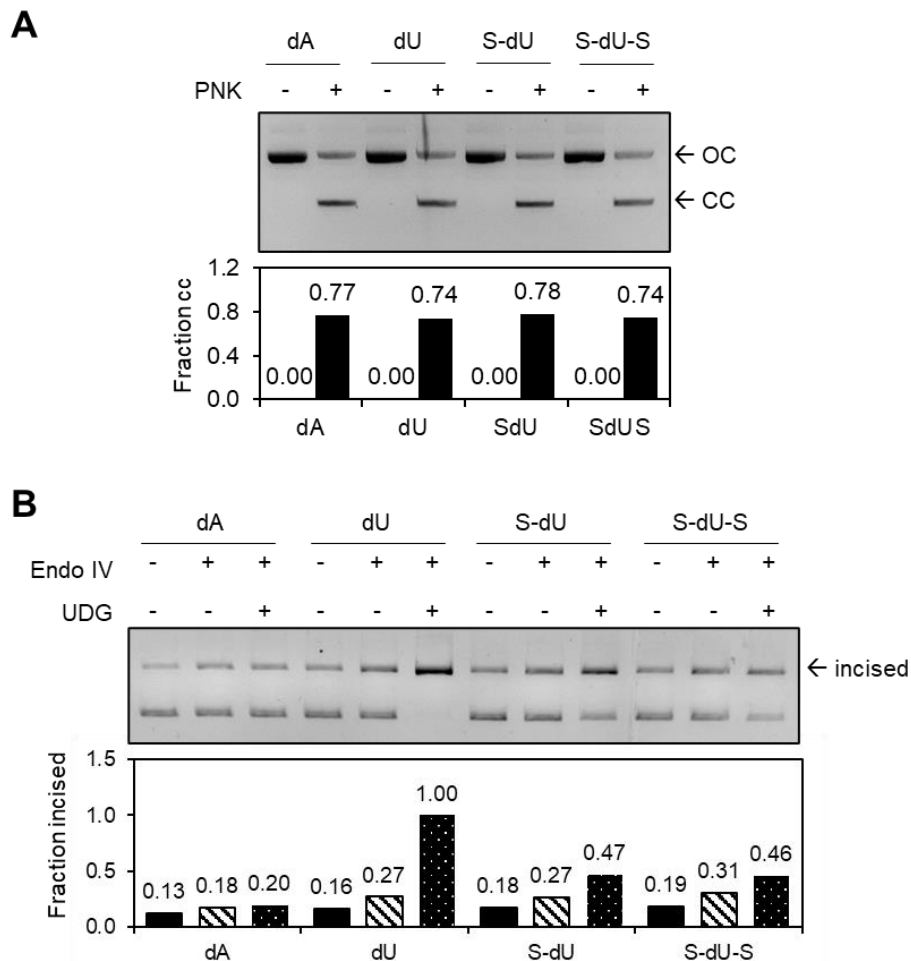 A
dA dU S-dU S-dU-S
PNK - + - + - + - +
← OC
← CC
Fraction cc
1.2
0.8
0.4
0.0
0.00 0.77 0.00 0.74 0.00 0.78 0.00 0.74
dA dU SdU SdUS
B
dA dU S-dU S-dU-S
Endo IV - + + - + + - + + - + +
UDG - - + - - + - - + - - +
← incised
Fraction incised
1.5
1.0
0.5
0.0
0.13 0.18 0.20 0.16 0.27 1.00 0.18 0.27 0.47 0.19 0.31 0.46
dA dU S-dU S-dU-S